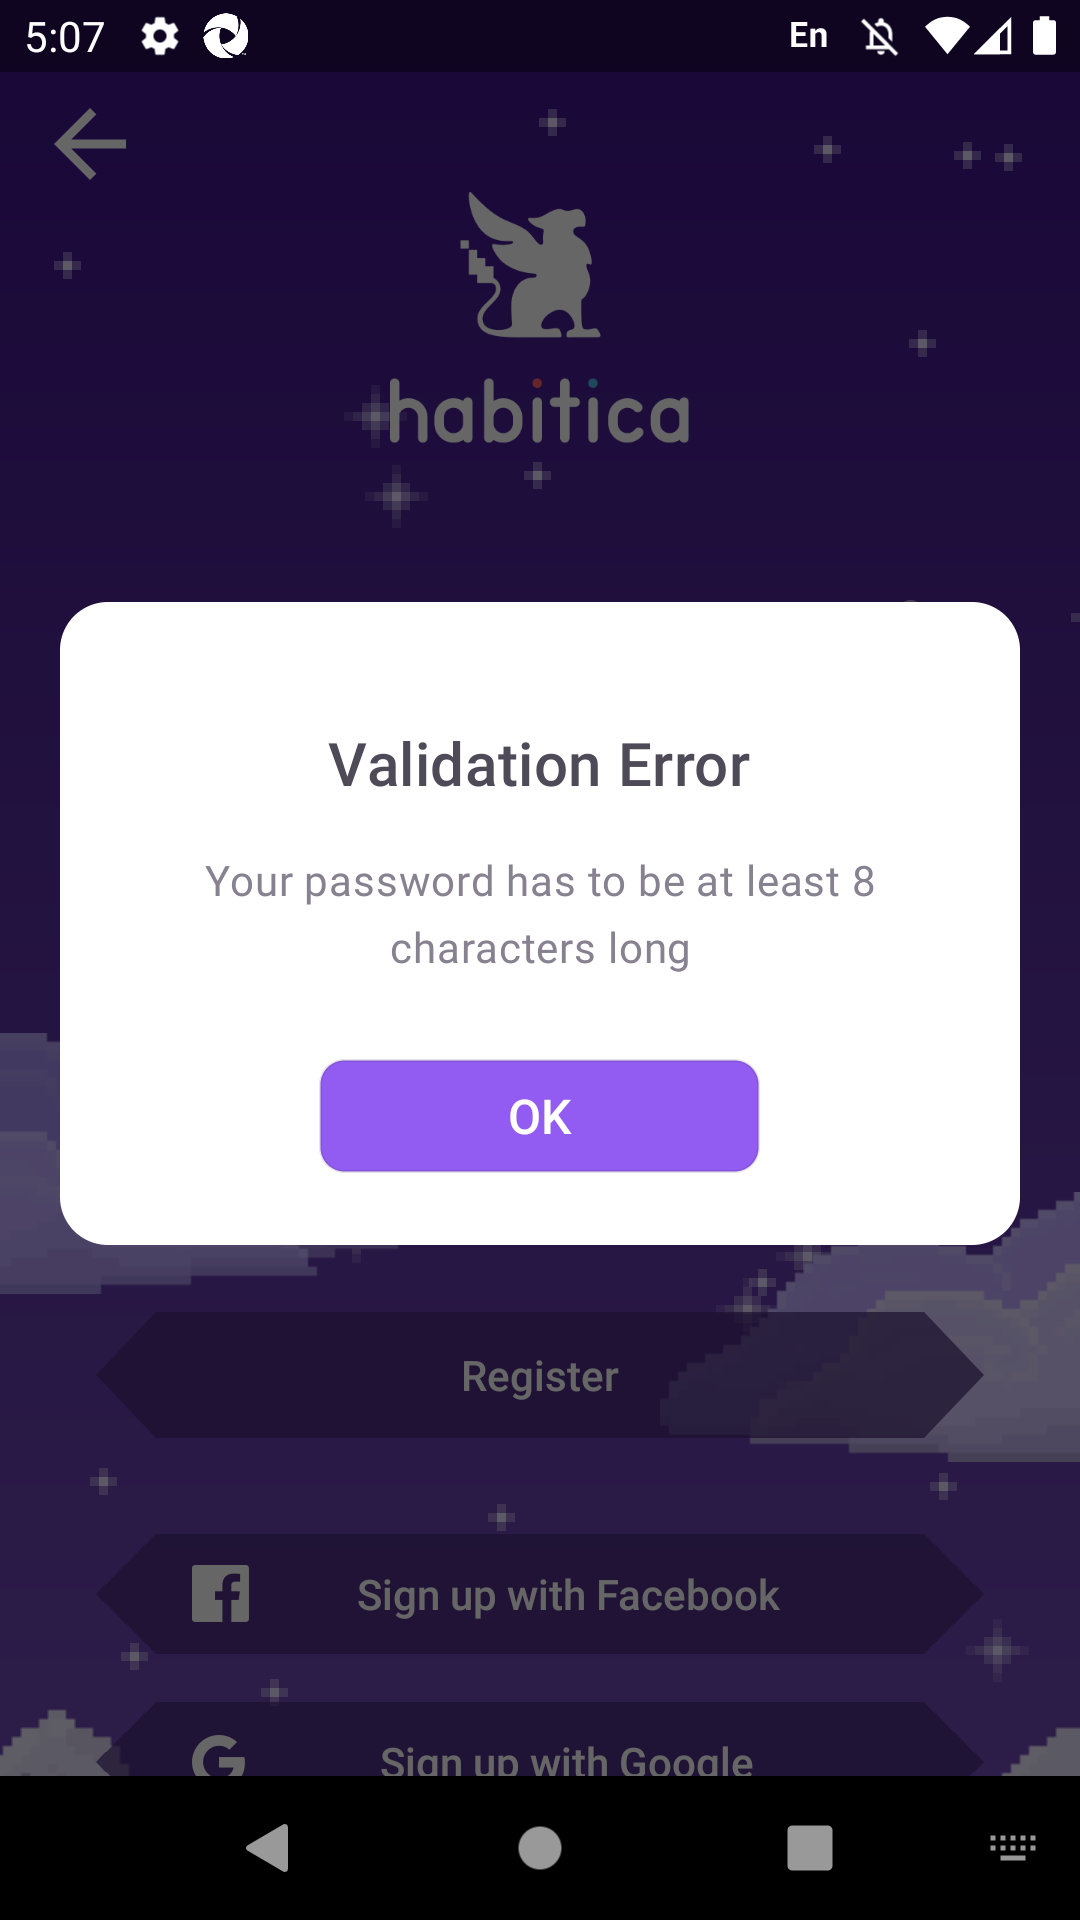 5:07
En
habitica
Validation Error
Your password has to be at least 8
characters long
OK
Register
Sign up with Facebook
Sign up with Google